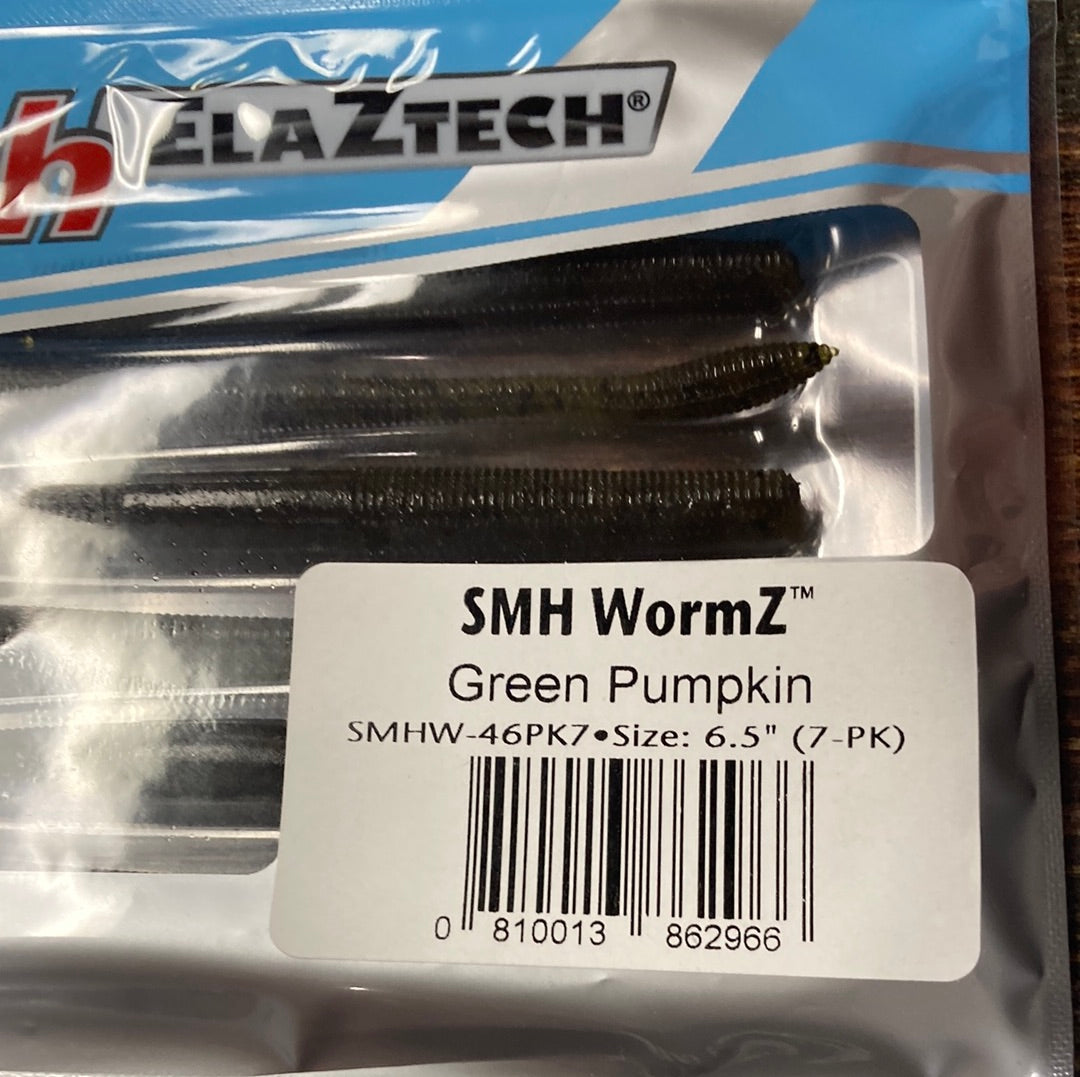 h ELAZTECH®
SMH WormZ™
Green Pumpkin
SMHW-46PK7•Size: 6.5" (7-PK)
0 810013 862966